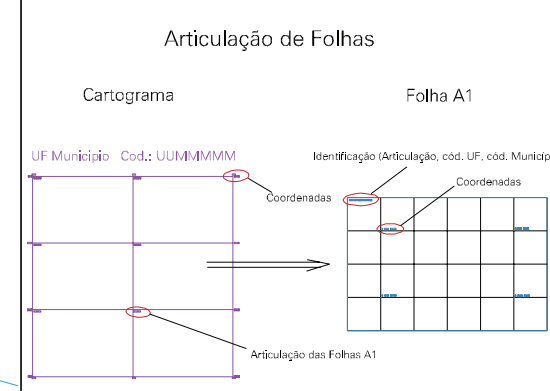 Articulação de Folhas
Cartograma
Folha A1
UF Municipio Cod.: UUMMMMM
Identificação (Articulação, cód. UF, cód. Municíp
Coordenadas
Coordenadas
Articulação das Folhas A1